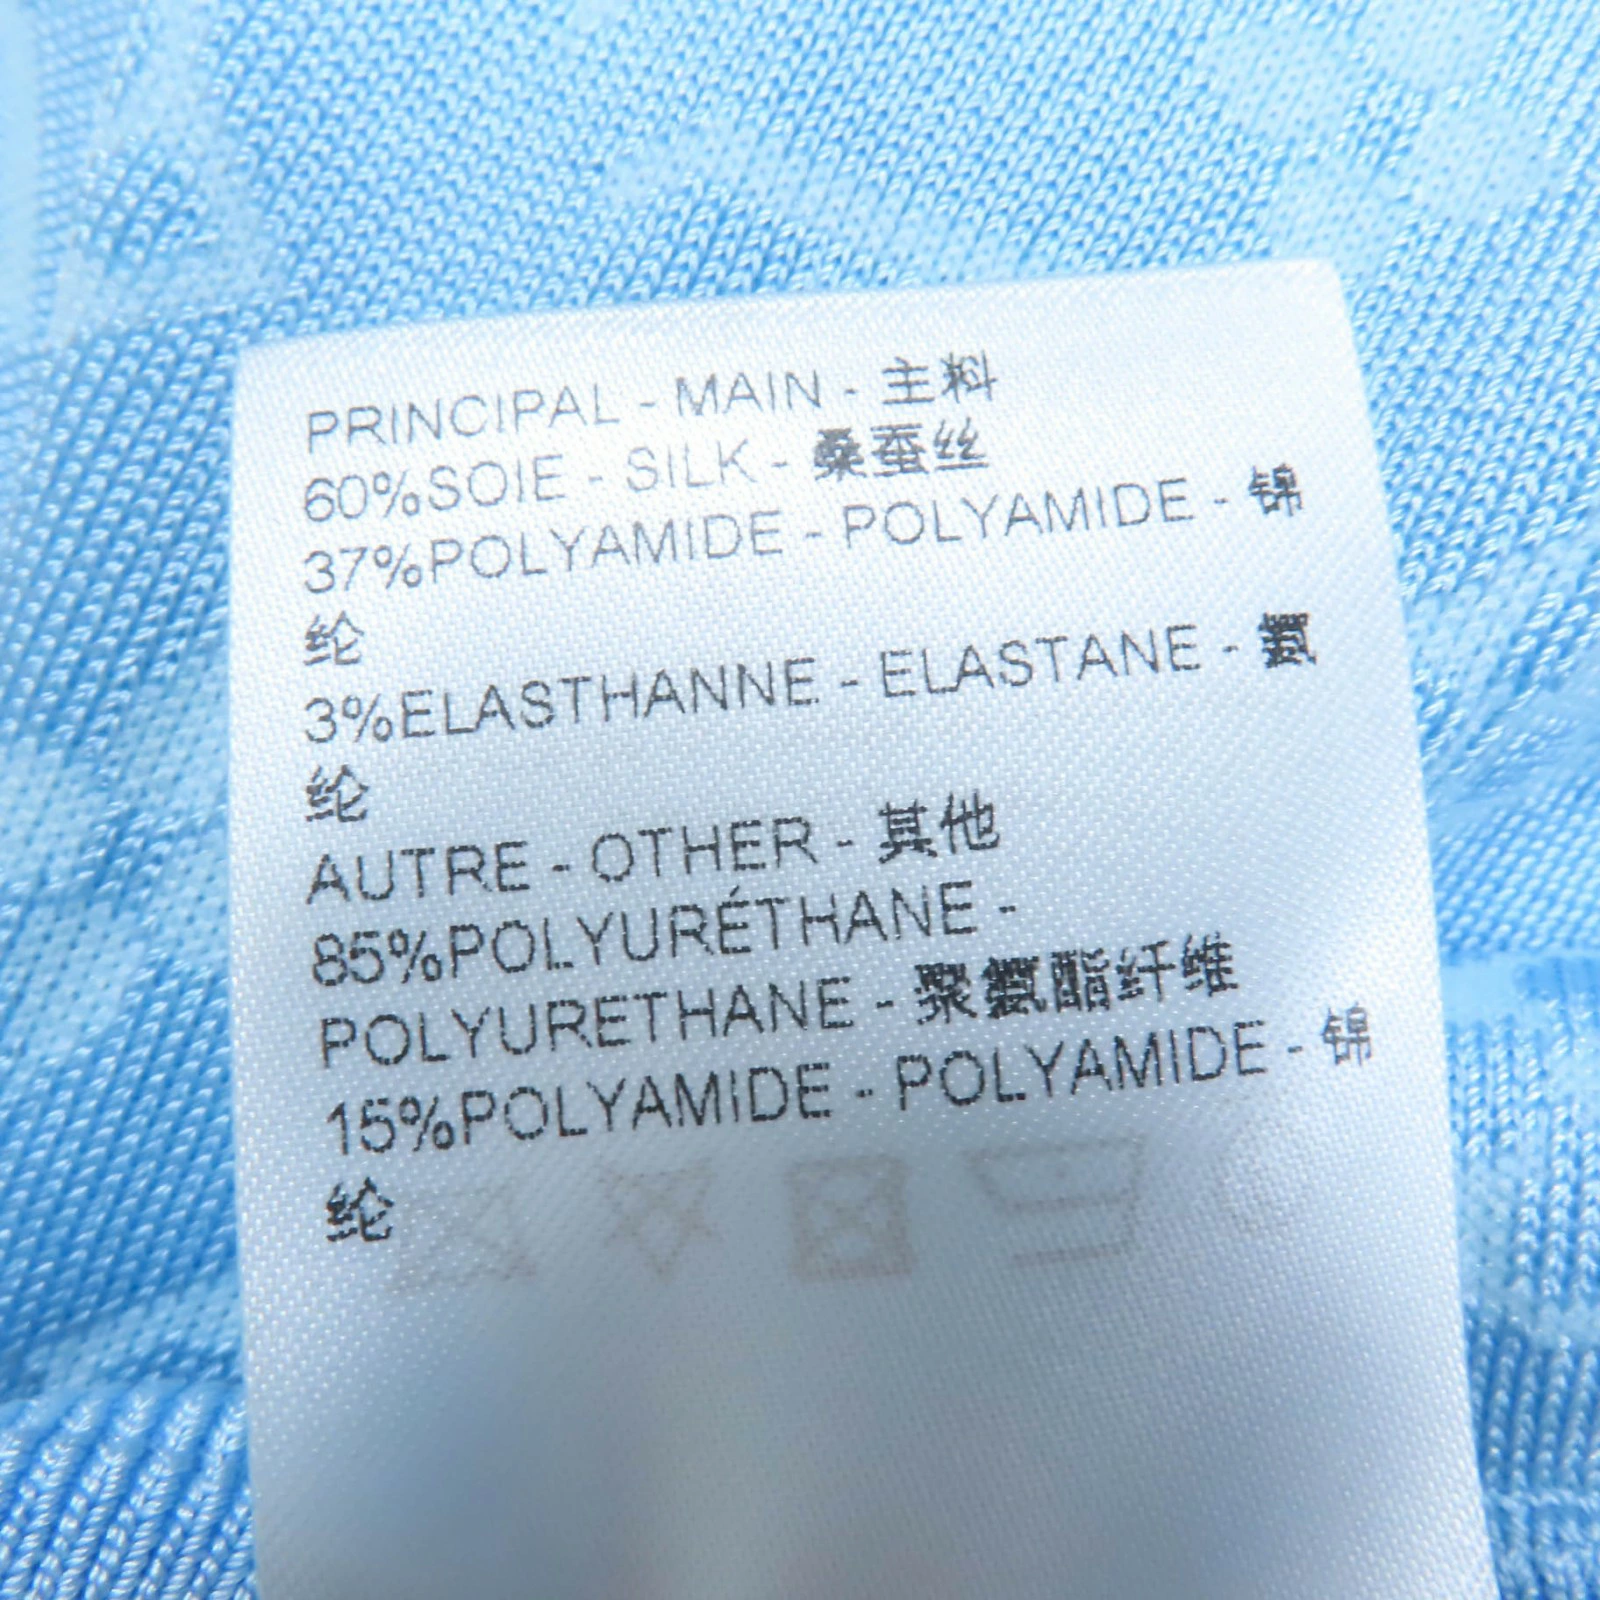 PRINCIPAL - MAIN - 主料
60%SOIE - SILK - 桑蚕丝
37%POLYAMIDE - POLYAMIDE - 锦
纶
3%ELASTHANNE - ELASTANE - 氨
纶
AUTRE - OTHER - 其他
85%POLYURÉTHANE -
POLYURETHANE - 聚氨酯纤维
15%POLYAMIDE - POLYAMIDE - 锦
纶